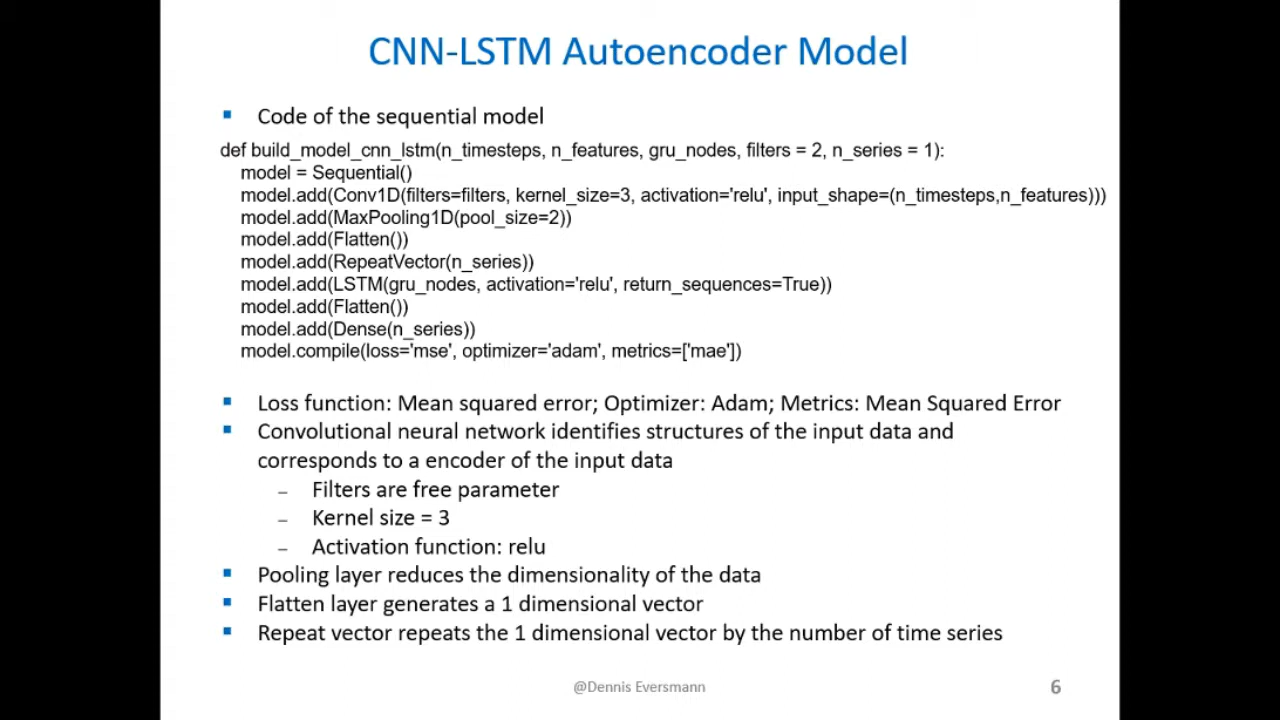 CNN-LSTM Autoencoder Model
Code of the sequential model
def build_model_cnn_lstm(n_timesteps, n_features, gru_nodes, filters = 2, n_series = 1):
model = Sequential()
model.add(Conv1D(filters=filters, kernel_size=3, activation='relu', input_shape=(n_timesteps,n_features)))
model.add(MaxPooling1D(pool_size=2))
model.add(Flatten())
model.add(RepeatVector(n_series))
model.add(LSTM(gru_nodes, activation='relu', return_sequences=True))
model.add(Flatten())
model.add(Dense(n_series))
model.compile(loss='mse', optimizer='adam', metrics=['mae'])
Loss function: Mean squared error; Optimizer: Adam; Metrics: Mean Squared Error
Convolutional neural network identifies structures of the input data and
corresponds to a encoder of the input data
– Filters are free parameter
– Kernel size = 3
– Activation function: relu
Pooling layer reduces the dimensionality of the data
Flatten layer generates a 1 dimensional vector
Repeat vector repeats the 1 dimensional vector by the number of time series
@Dennis Eversmann
6